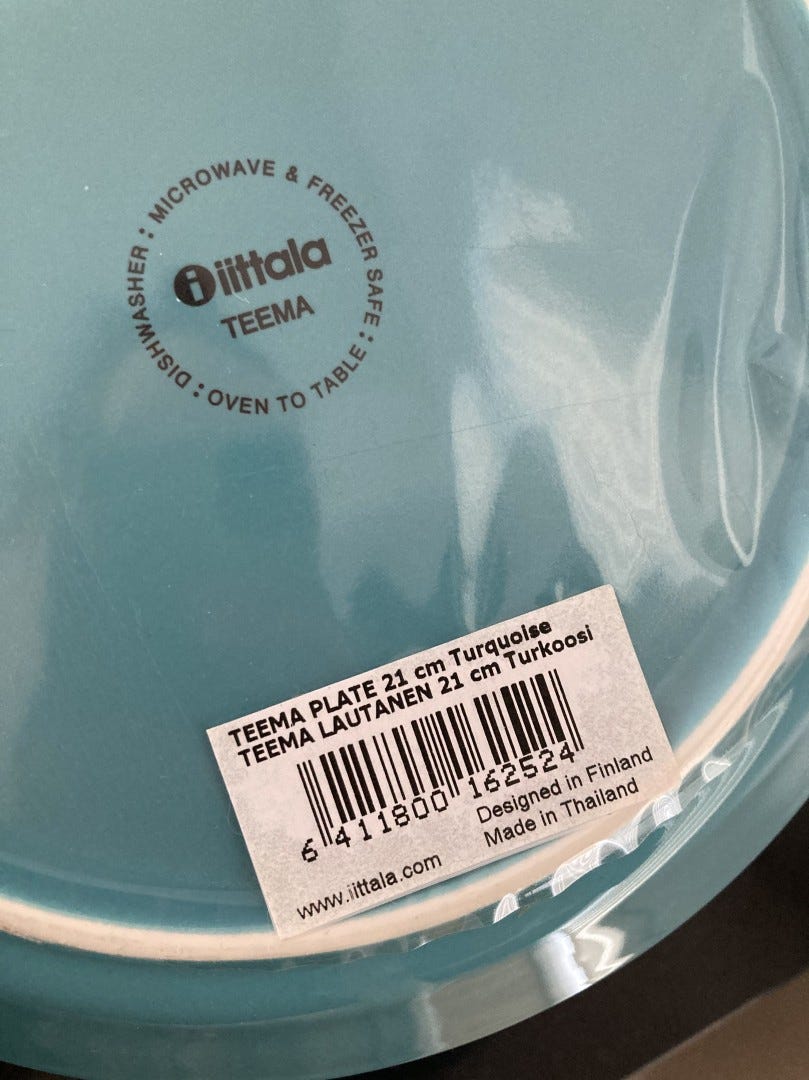 MICROWAVE & FREEZER SAFE : OVEN TO TABLE : DISHWASHER :
iittala
TEEMA
TEEMA PLATE 21 cm Turquoise
TEEMA LAUTANEN 21 cm Turkoosi
6 411800 162524
Designed in Finland
Made in Thailand
www.iittala.com